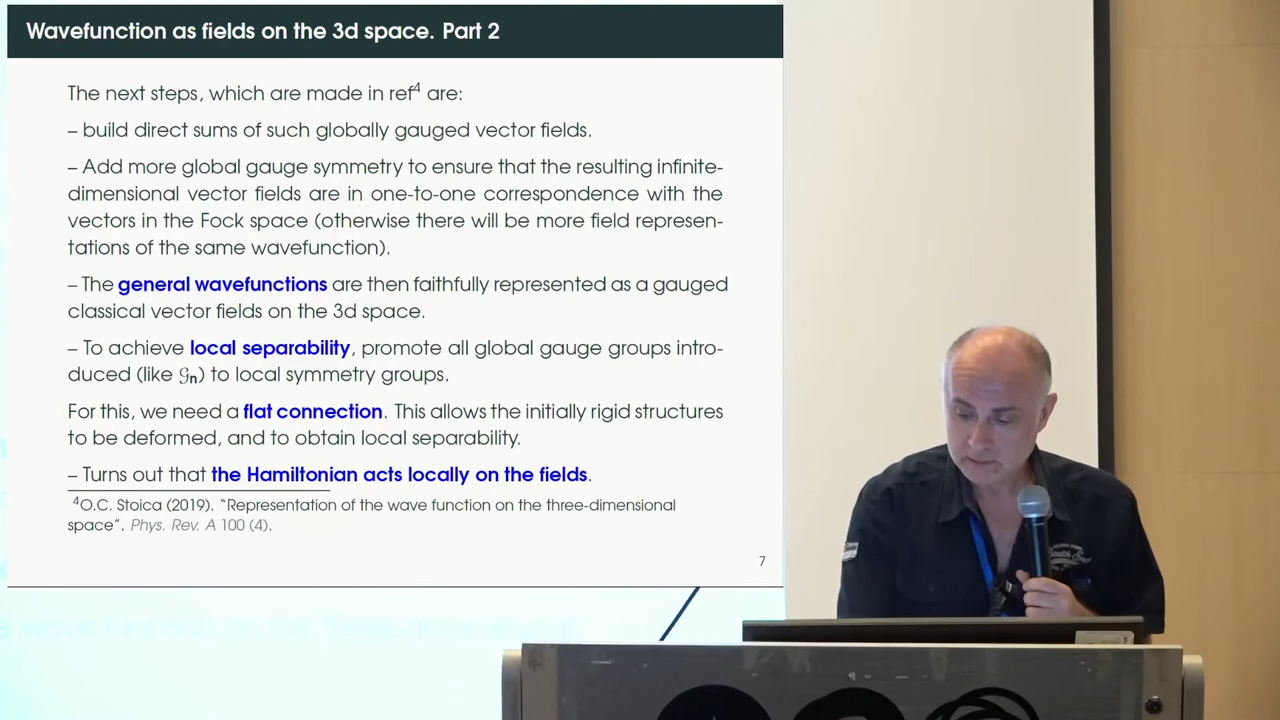 Wavefunction as fields on the 3d space. Part 2
The next steps, which are made in ref⁴ are:
– build direct sums of such globally gauged vector fields.
– Add more global gauge symmetry to ensure that the resulting infinite-
dimensional vector fields are in one-to-one correspondence with the
vectors in the Fock space (otherwise there will be more field represen-
tations of the same wavefunction).
– The general wavefunctions are then faithfully represented as a gauged
classical vector fields on the 3d space.
– To achieve local separability, promote all global gauge groups intro-
duced (like 𝒢n) to local symmetry groups.
For this, we need a flat connection. This allows the initially rigid structures
to be deformed, and to obtain local separability.
– Turns out that the Hamiltonian acts locally on the fields.
⁴O.C. Stoica (2019). “Representation of the wave function on the three-dimensional
space”. Phys. Rev. A 100 (4).
7